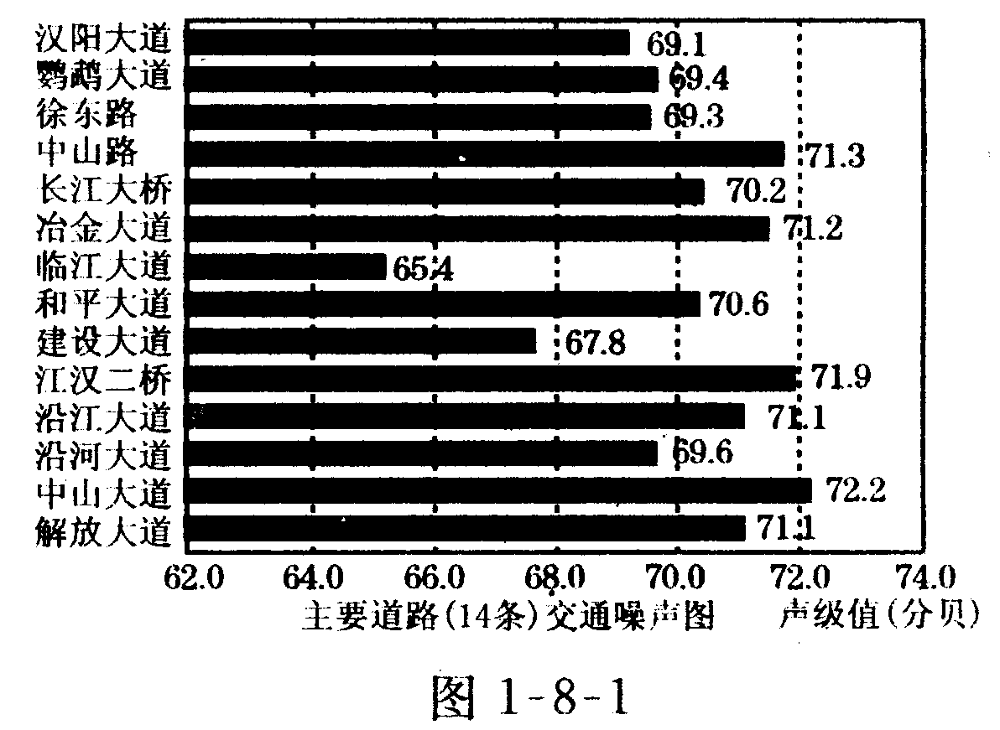 汉阳大道 69.1
鹦鹉大道 69.4
徐东路 69.3
中山路 71.3
长江大桥 70.2
冶金大道 71.2
临江大道 65.4
和平大道 70.6
建设大道 67.8
江汉二桥 71.9
沿江大道 71.1
沿河大道 69.6
中山大道 72.2
解放大道 71.1
62.0 64.0 66.0 68.0 70.0 72.0 74.0
主要道路(14条)交通噪声图 声级值(分贝)
图 1-8-1